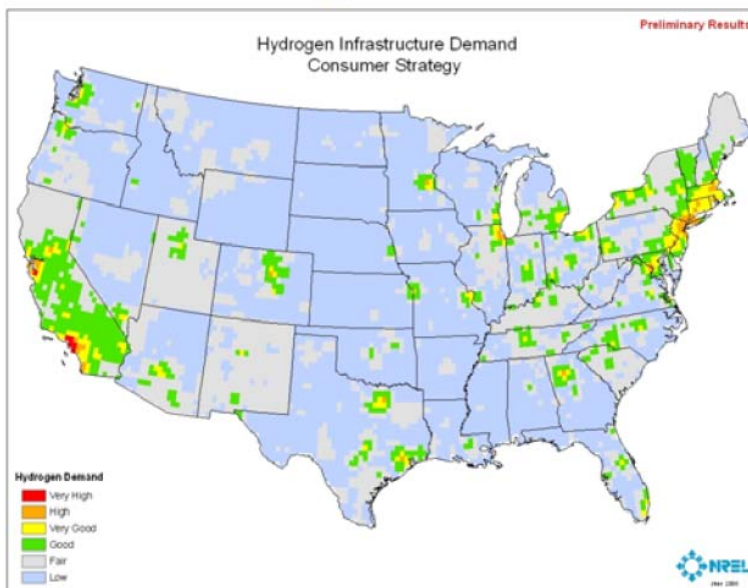 Preliminary Results
Hydrogen Infrastructure Demand
Consumer Strategy
Hydrogen Demand
Very High
High
Very Good
Good
Fair
Low
NREL